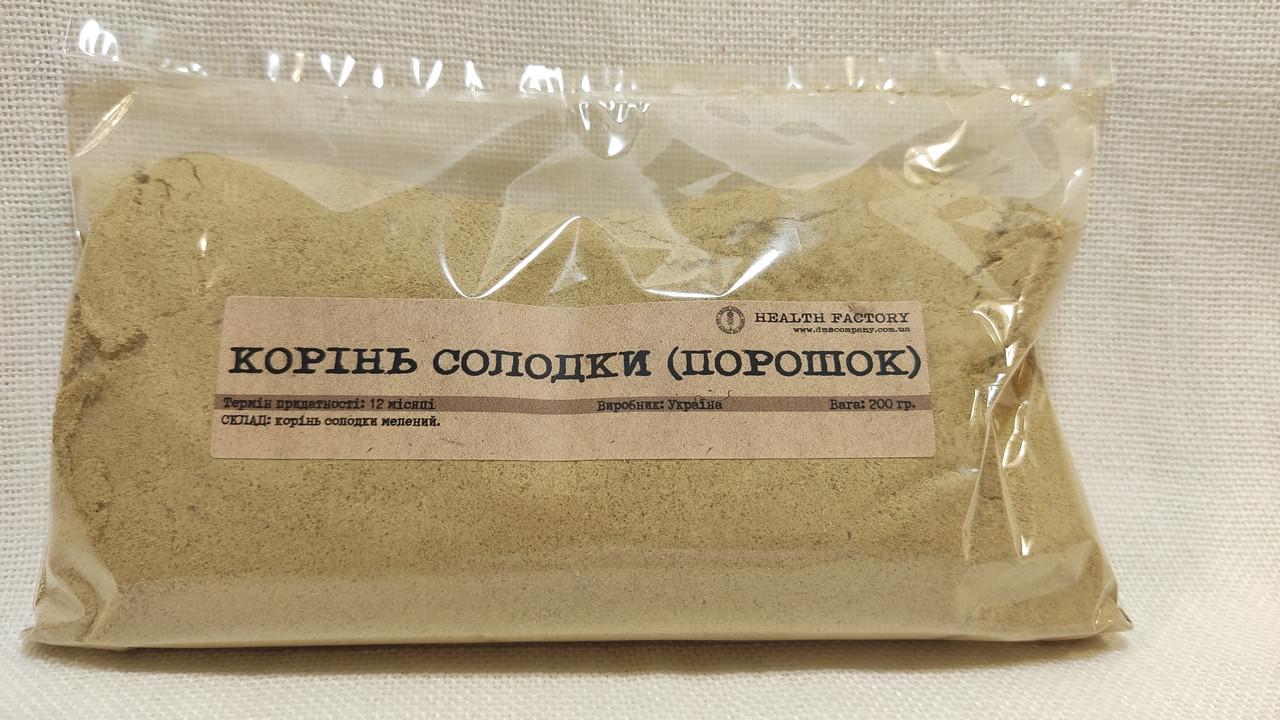 HEALTH FACTORY
www.dmscompany.com.ua
КОРІНЬ СОЛОДКИ (ПОРОШОК)
Термін придатності: 12 місяці Виробник: Україна Вага: 200 гр.
СКЛАД: корінь солодки мелений.